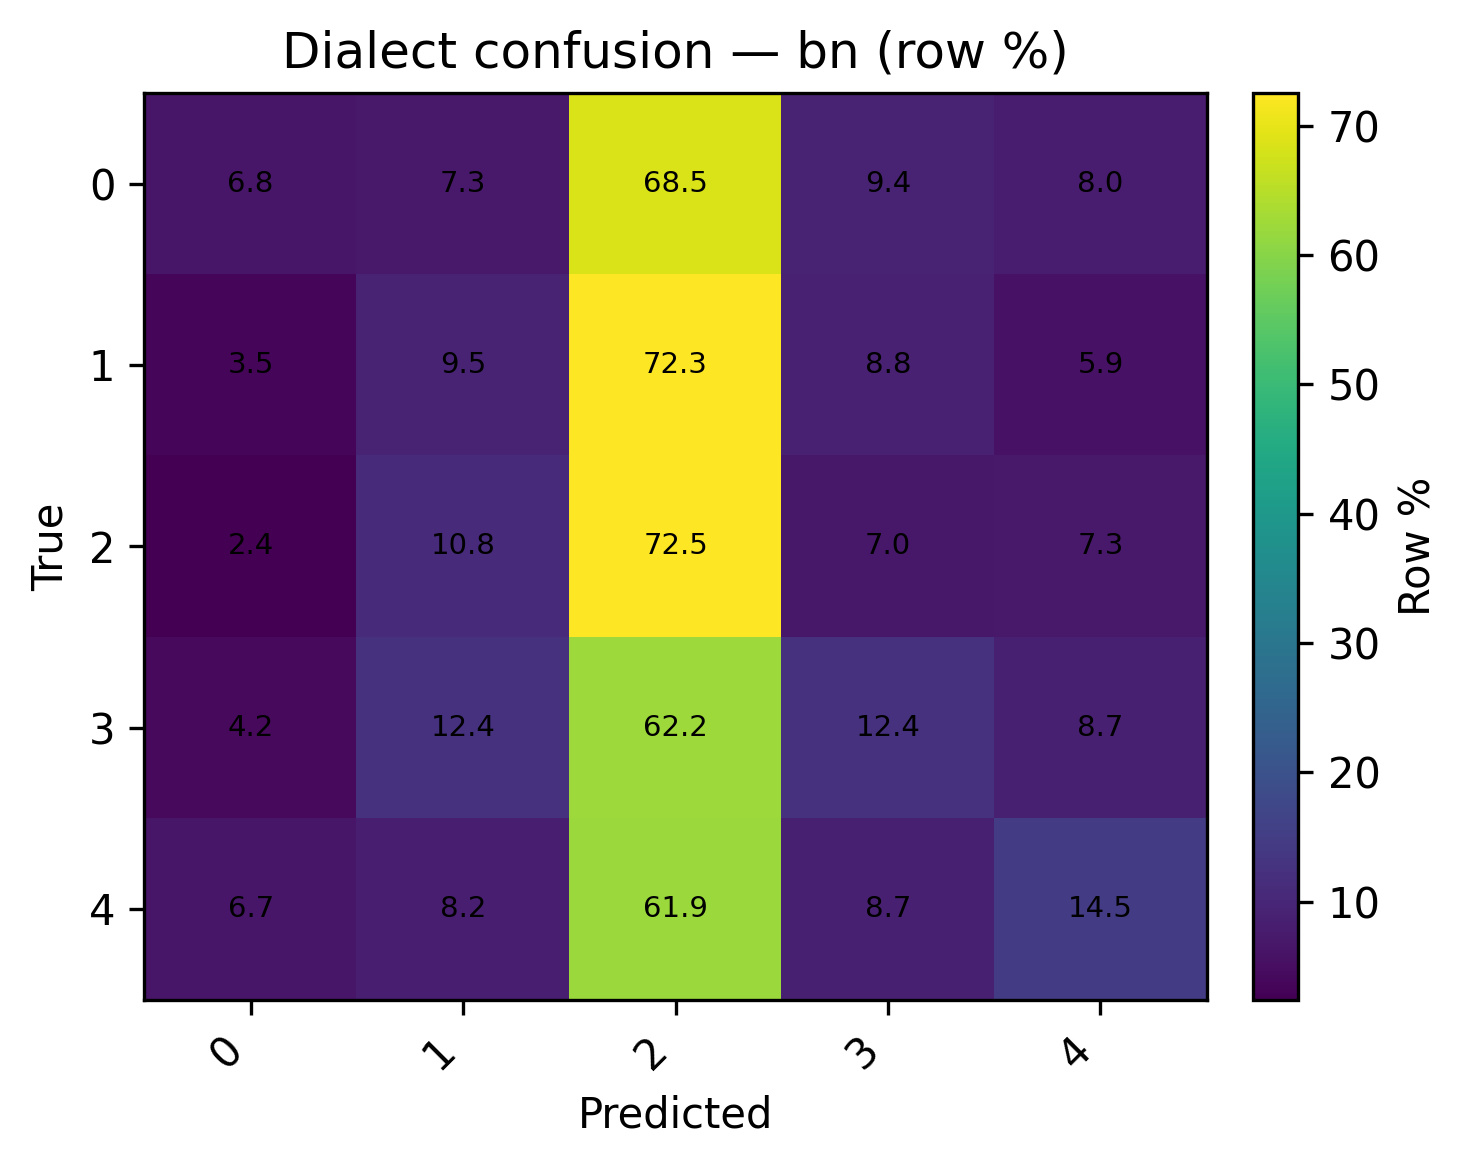 Dialect confusion — bn (row %)
0 6.8 7.3 68.5 9.4 8.0
1 3.5 9.5 72.3 8.8 5.9
2 2.4 10.8 72.5 7.0 7.3
3 4.2 12.4 62.2 12.4 8.7
4 6.7 8.2 61.9 8.7 14.5
True
0 1 2 3 4
Predicted
70
60
50
40
30
20
10
Row %